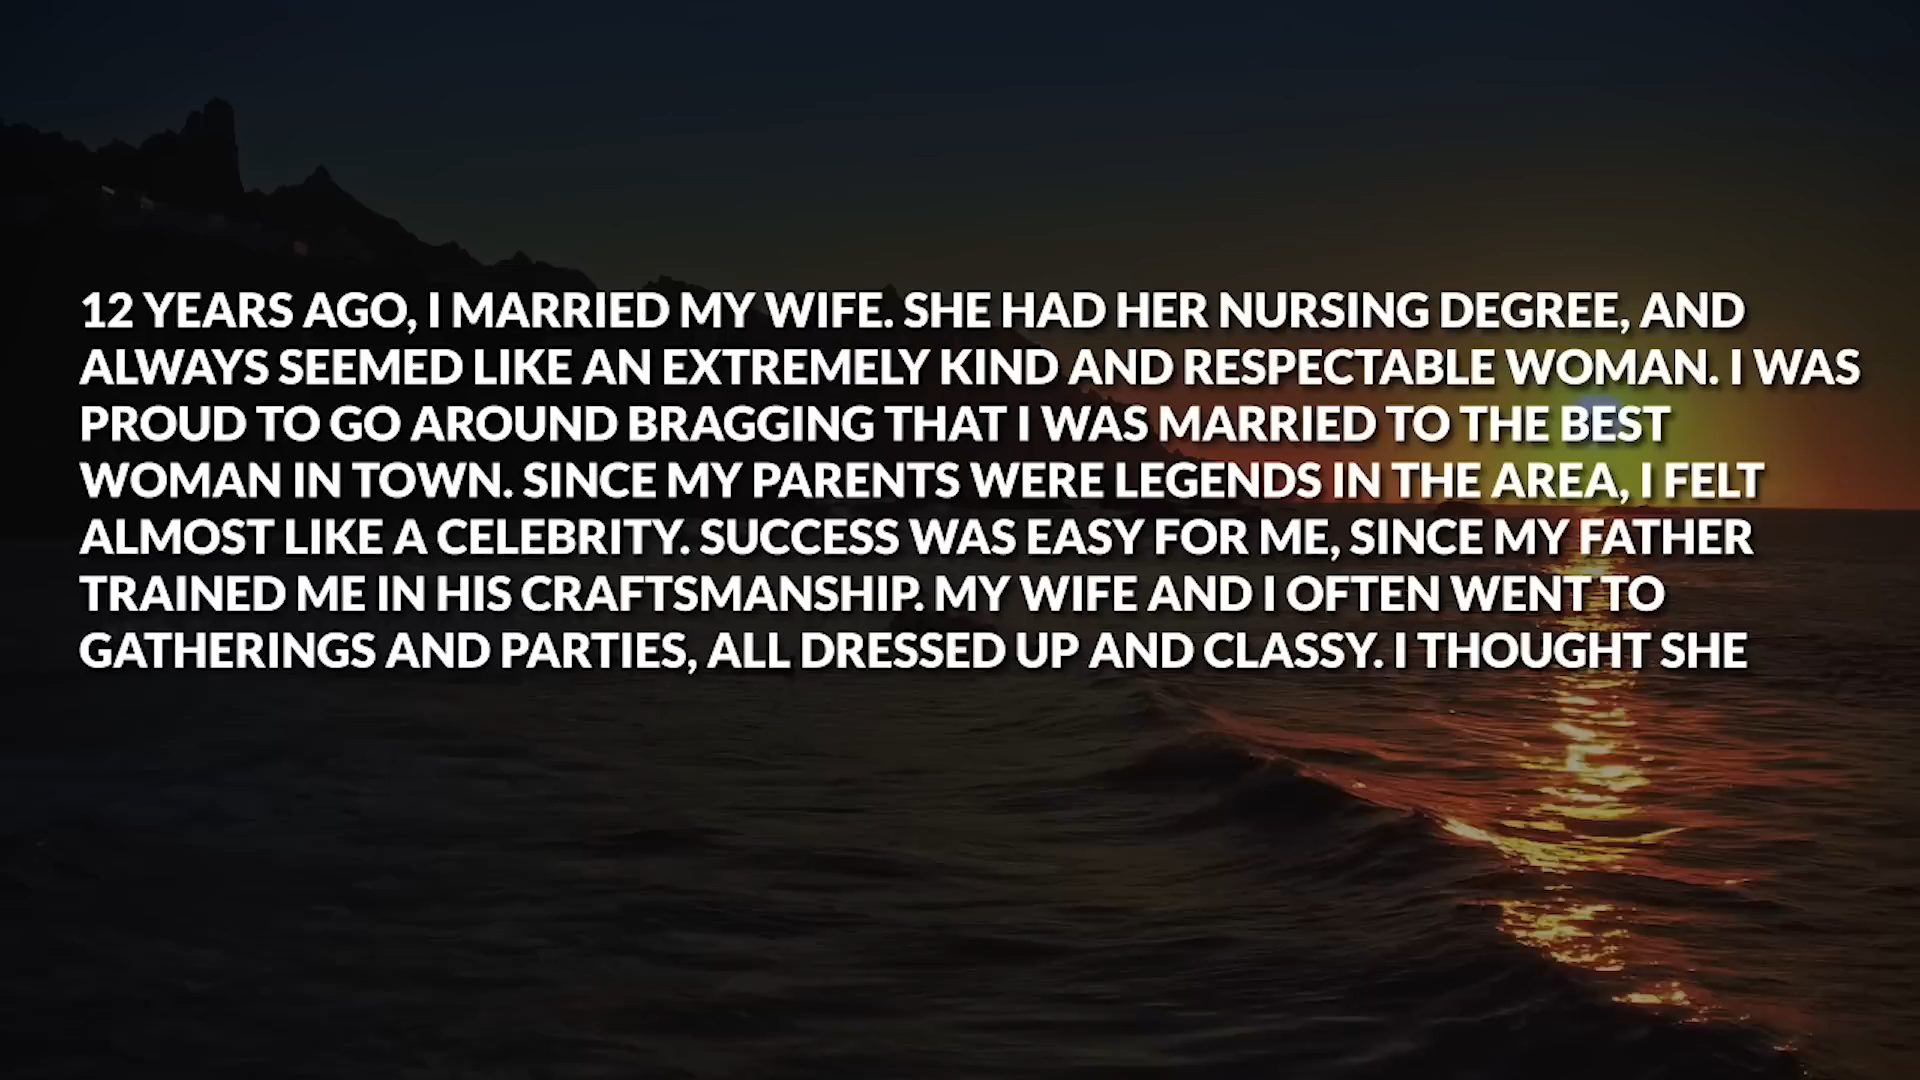 12 YEARS AGO, I MARRIED MY WIFE. SHE HAD HER NURSING DEGREE, AND
ALWAYS SEEMED LIKE AN EXTREMELY KIND AND RESPECTABLE WOMAN. I WAS
PROUD TO GO AROUND BRAGGING THAT I WAS MARRIED TO THE BEST
WOMAN IN TOWN. SINCE MY PARENTS WERE LEGENDS IN THE AREA, I FELT
ALMOST LIKE A CELEBRITY. SUCCESS WAS EASY FOR ME, SINCE MY FATHER
TRAINED ME IN HIS CRAFTSMANSHIP. MY WIFE AND I OFTEN WENT TO
GATHERINGS AND PARTIES, ALL DRESSED UP AND CLASSY. I THOUGHT SHE